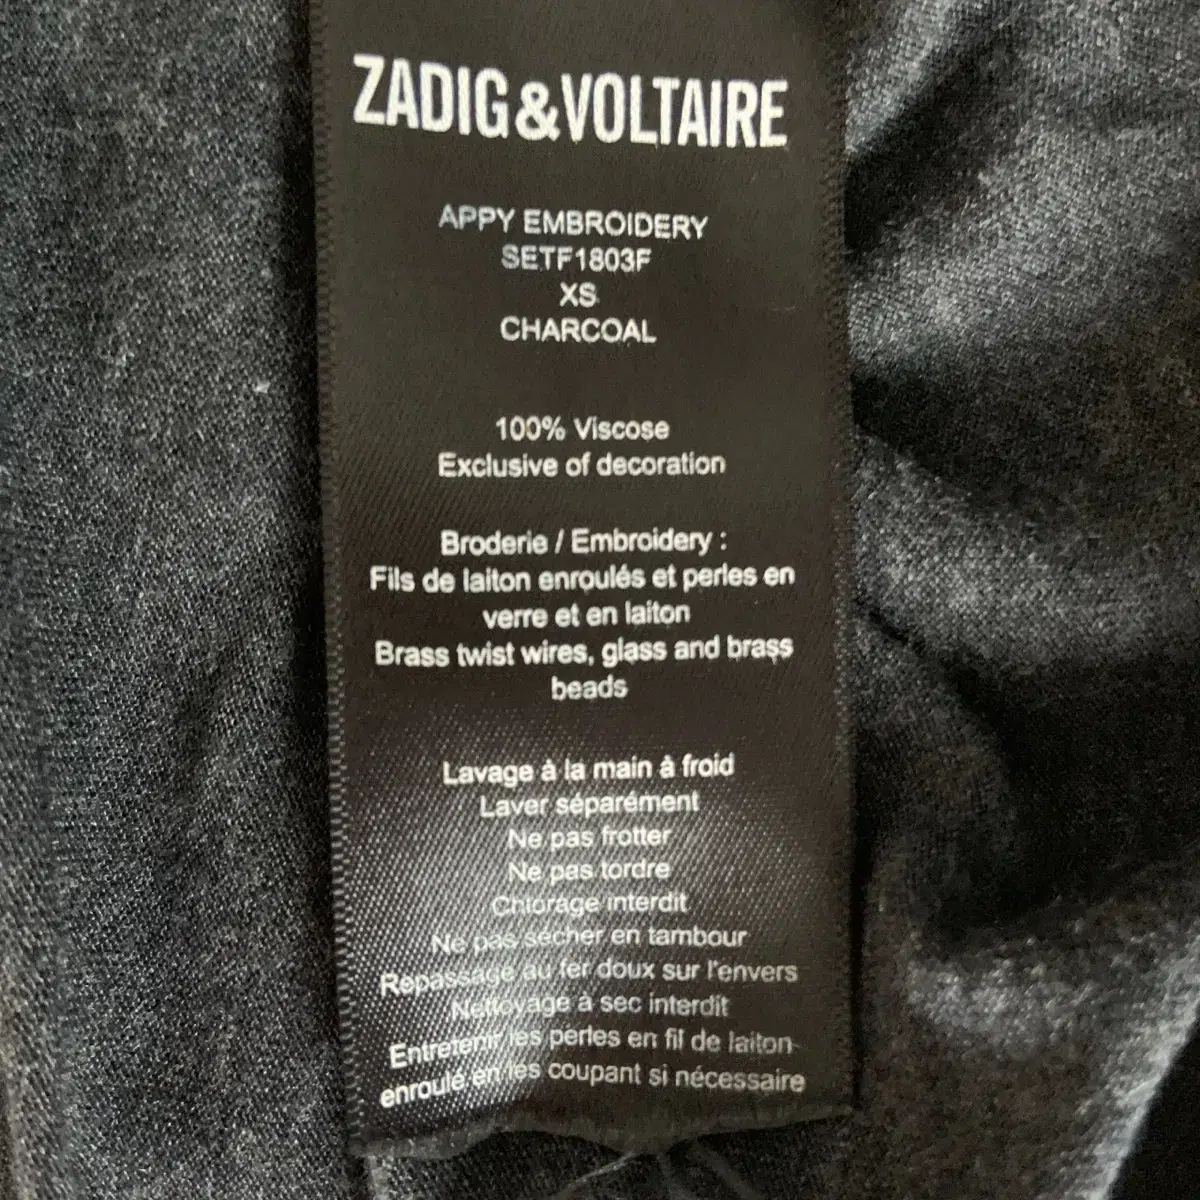 ZADIG&VOLTAIRE
APPY EMBROIDERY
SETF1803F
XS
CHARCOAL
100% Viscose
Exclusive of decoration
Broderie / Embroidery :
Fils de laiton enroulés et perles en
verre et en laiton
Brass twist wires, glass and brass
beads
Lavage à la main à froid
Laver séparément
Ne pas frotter
Ne pas tordre
Chlorage interdit
Ne pas sécher en tambour
Repassage au fer doux sur l'envers
Nettoyage à sec interdit
Entretenir les perles en fil de laiton
enroulé en les coupant si nécessaire